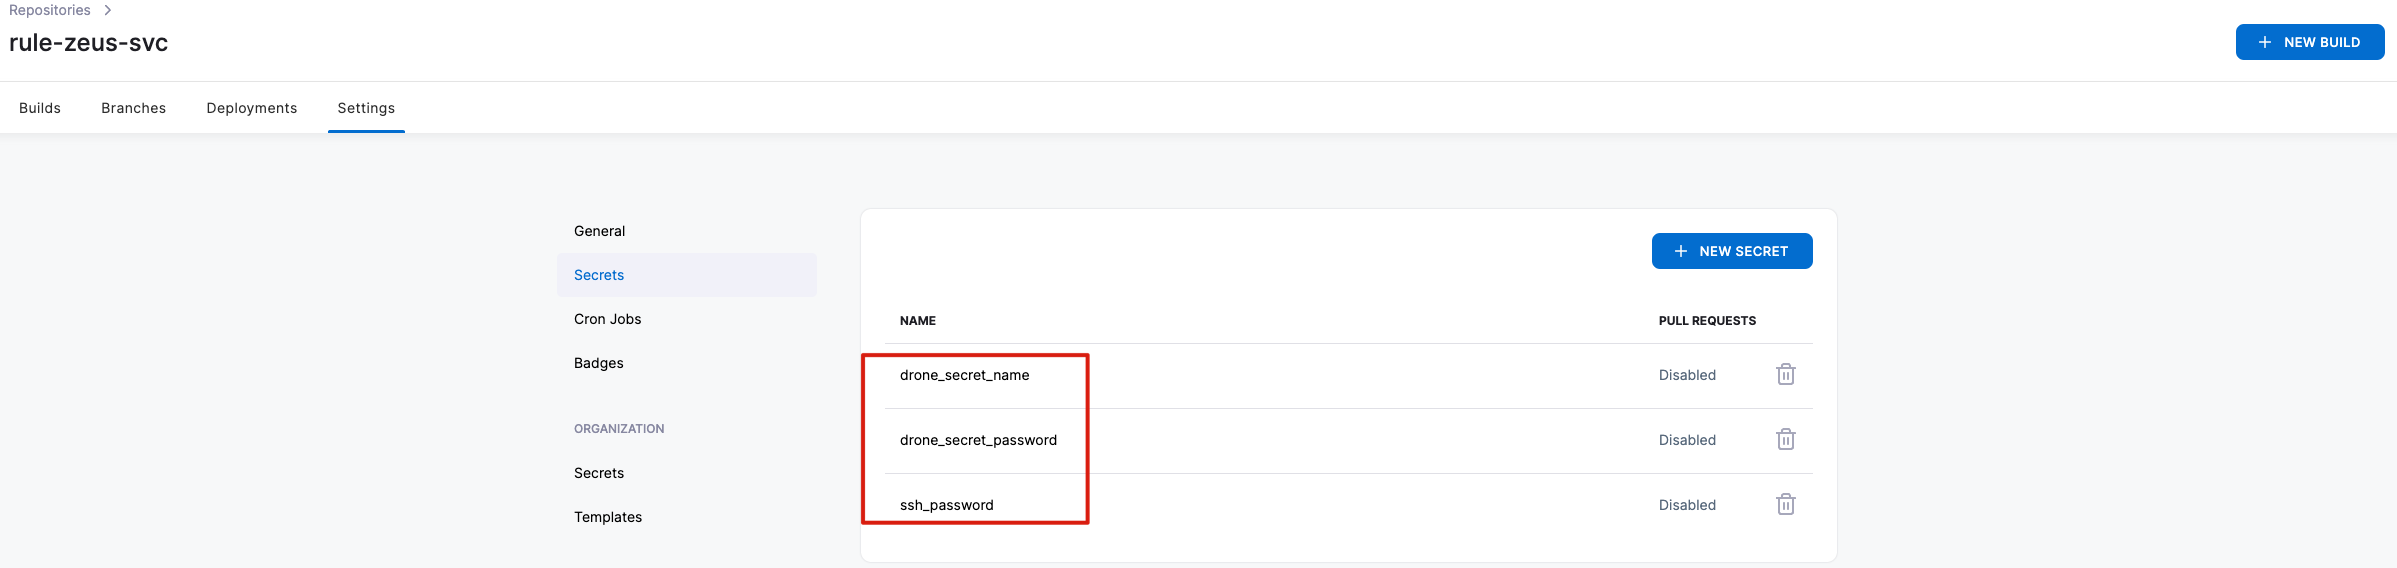 Repositories
rule-zeus-svc
NEW BUILD
Builds
Branches
Deployments
Settings
General
Secrets
Cron Jobs
Badges
ORGANIZATION
Secrets
Templates
NEW SECRET
NAME PULL REQUESTS
drone_secret_name Disabled
drone_secret_password Disabled
ssh_password Disabled